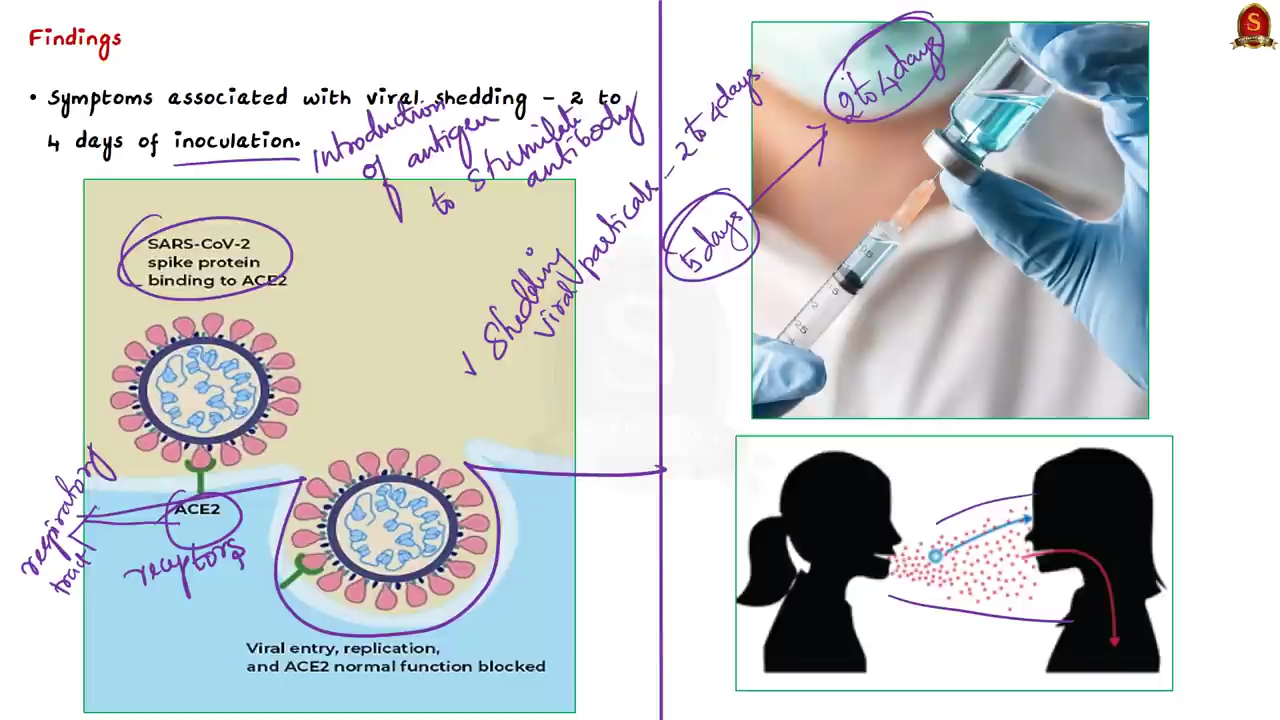 Findings
• Symptoms associated with viral shedding - 2 to
4 days of inoculation.
introduction
of antigen
to stumilate
antibody
SARS-CoV-2
spike protein
binding to ACE2
shedding
viral particals - 2 to 4 days.
5 days
2 to 4 days
ACE2
receptors
respiratory
tract
Viral entry, replication,
and ACE2 normal function blocked
S